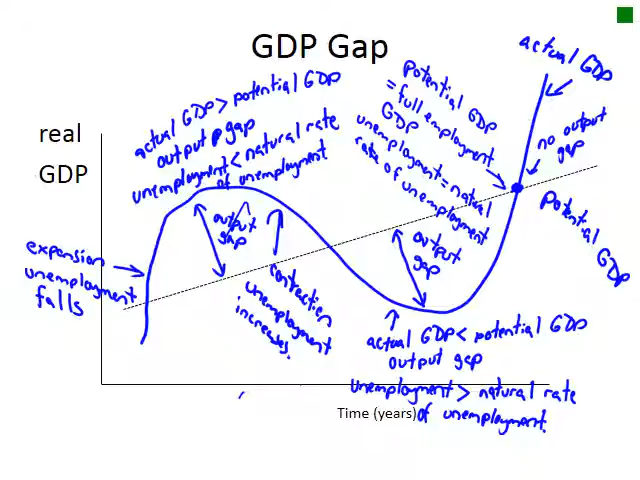 GDP Gap
actual GDP
actual GDP > potential GDP
output gap
unemployment < natural rate
of unemployment
Potential GDP
= full employment
GDP
unemployment = natural
rate of unemployment
no output
gap
real
GDP
Potential
GDP
expansion
unemployment
falls
output
gap
contraction
unemployment
increases.
output
gap
actual GDP < potential GDP
output gap
unemployment > natural rate
of unemployment.
Time (years)